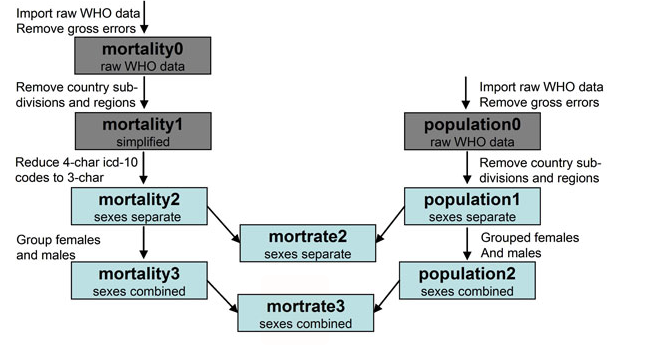 Import raw WHO data
Remove gross errors
mortality0
raw WHO data
Remove country sub-
divisions and regions
Import raw WHO data
Remove gross errors
mortality1
simplified
population0
raw WHO data
Reduce 4-char icd-10
codes to 3-char
Remove country sub-
divisions and regions
mortality2
sexes separate
population1
sexes separate
mortrate2
sexes separate
Group females
and males
Grouped females
And males
mortality3
sexes combined
population2
sexes combined
mortrate3
sexes combined